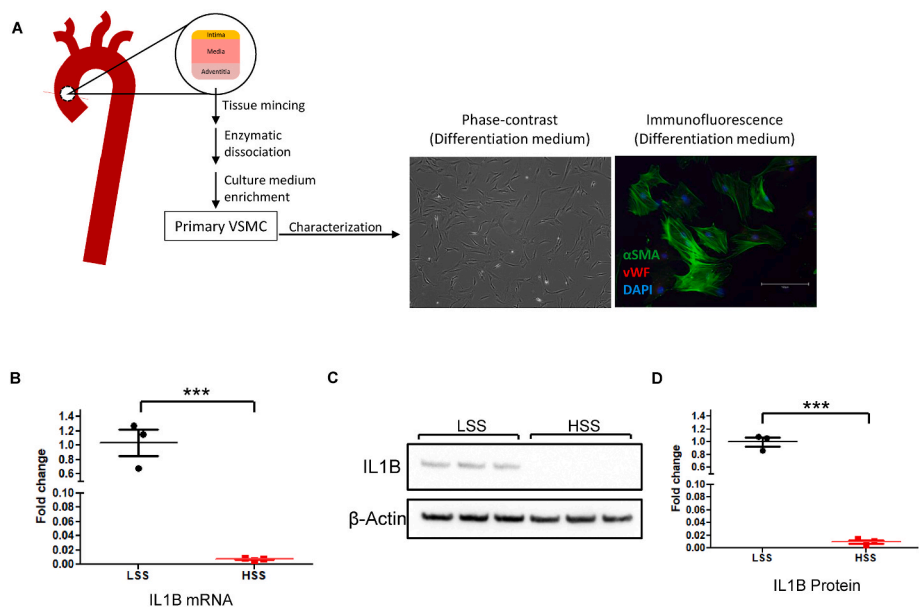 A
Intima
Media
Adventitia
Tissue mincing
Enzymatic
dissociation
Culture medium
enrichment
Primary VSMC
Characterization
Phase-contrast
(Differentiation medium)
Immunofluorescence
(Differentiation medium)
αSMA
vWF
DAPI
B
***
Fold change
1.4
1.2
1.0
0.8
0.6
0.10
0.08
0.06
0.04
0.02
0.00
LSS HSS
IL1B mRNA
C
LSS HSS
IL1B
β-Actin
D
***
Fold change
1.4
1.2
1.0
0.8
0.6
0.10
0.08
0.06
0.04
0.02
0.00
LSS HSS
IL1B Protein